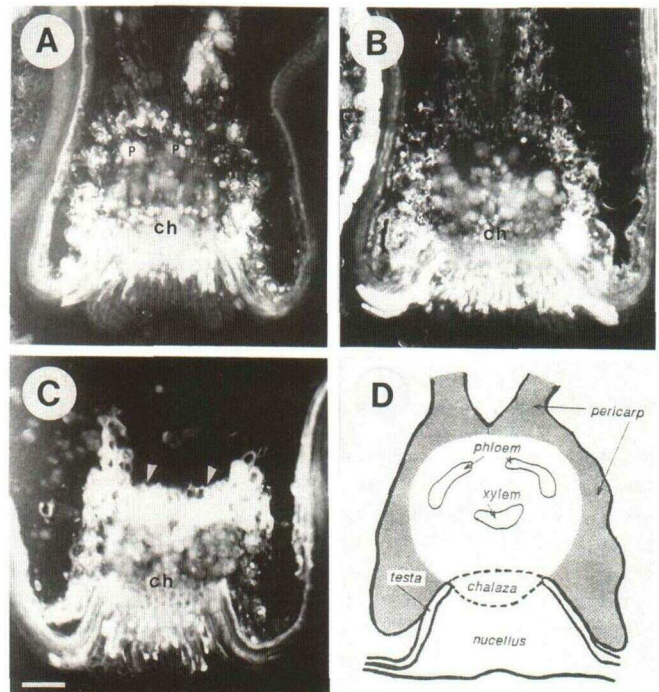 A
P P
ch
B
ch
C
ch
D
pericarp
phloem
xylem
testa
chalaza
nucellus